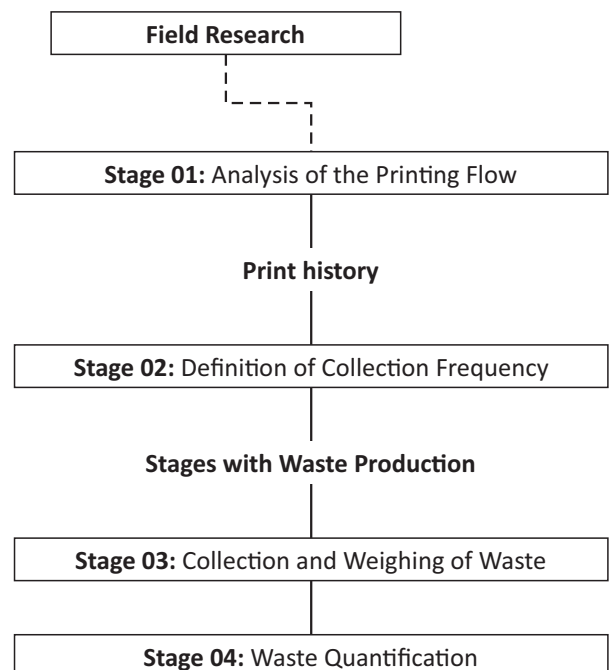 Field Research
Stage 01: Analysis of the Printing Flow
Print history
Stage 02: Definition of Collection Frequency
Stages with Waste Production
Stage 03: Collection and Weighing of Waste
Stage 04: Waste Quantification